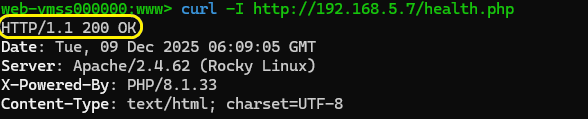 web-vmss000000:www> curl -I http://192.168.5.7/health.php
HTTP/1.1 200 OK
Date: Tue, 09 Dec 2025 06:09:05 GMT
Server: Apache/2.4.62 (Rocky Linux)
X-Powered-By: PHP/8.1.33
Content-Type: text/html; charset=UTF-8